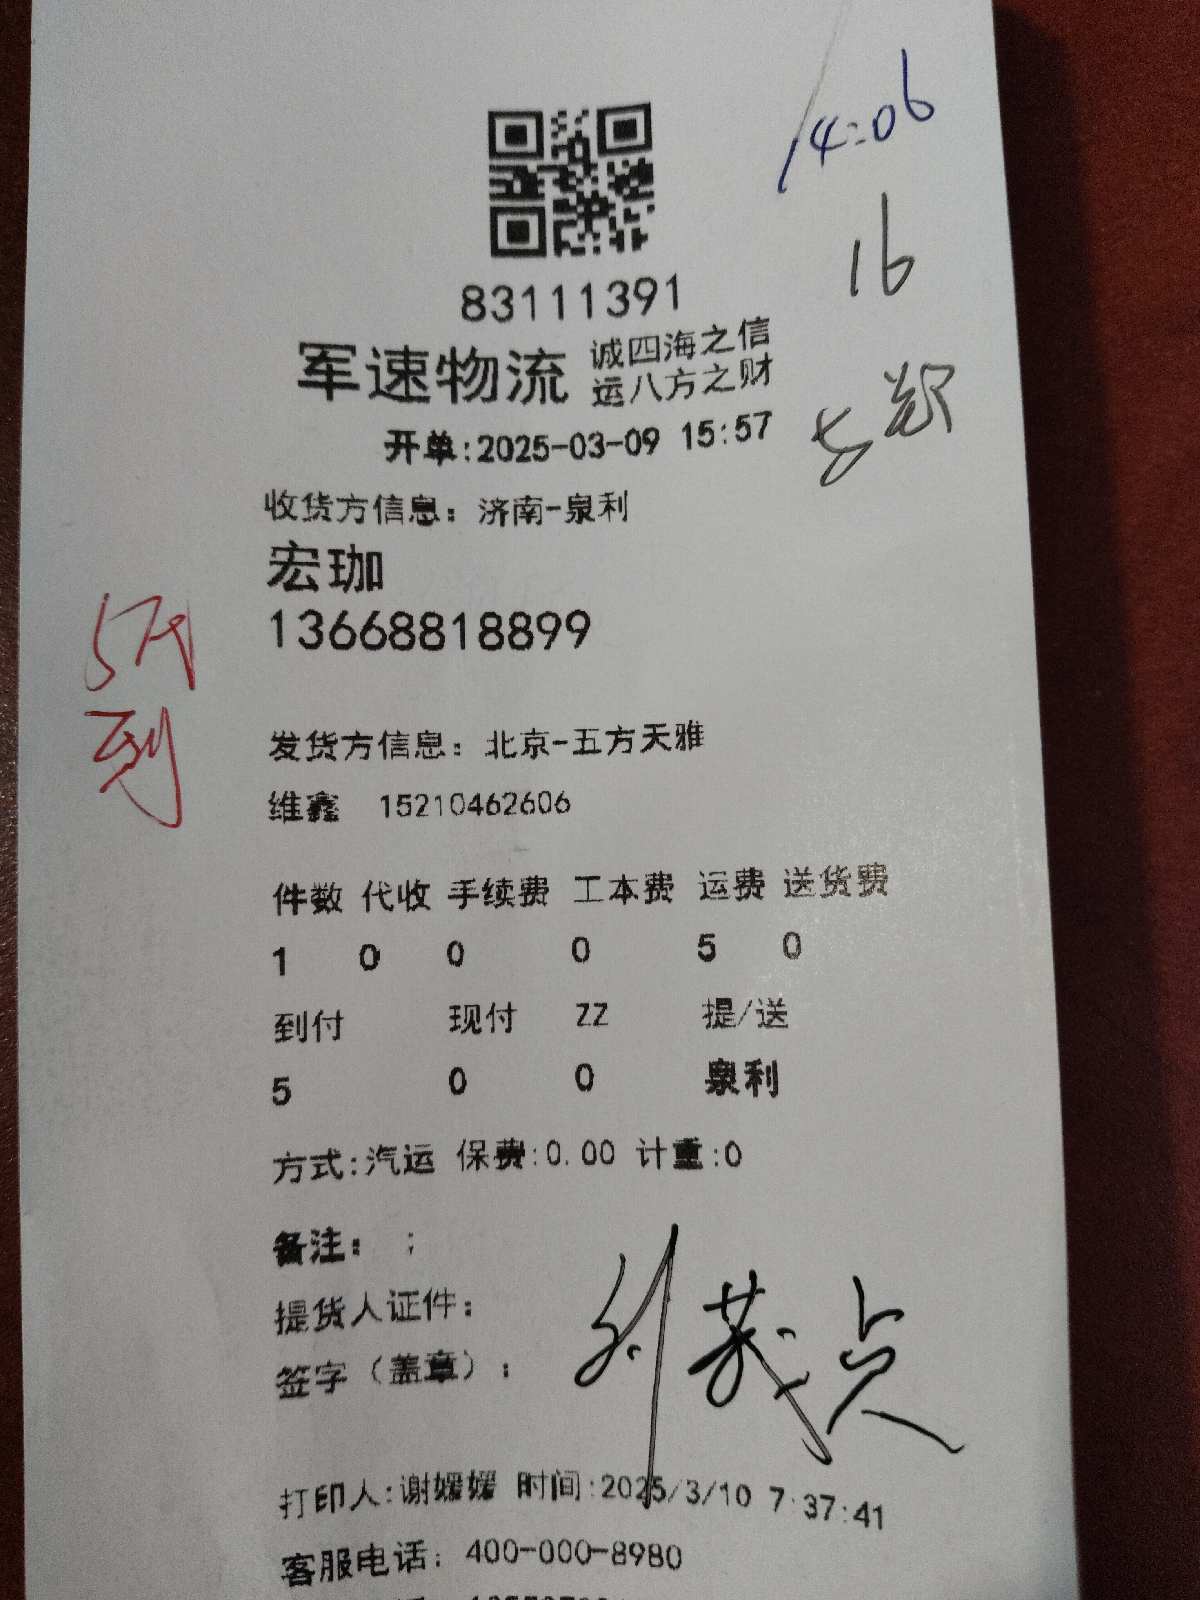 14:06
16
83111391
军速物流 诚四海之信
运八方之财
开单:2025-03-09 15:57
收货方信息: 济南-泉利
宏珈
13668818899
到
发货方信息: 北京-五方天雅
维鑫 15210462606
件数 代收 手续费 工本费 运费 送货费
1 0 0 0 5 0
到付 现付 ZZ 提/送
5 0 0 泉利
方式:汽运 保费:0.00 计重:0
备注: ;
提货人证件:
签字（盖章）:
打印人:谢媛媛 时间:2025/3/10 7:37:41
客服电话: 400-000-8980